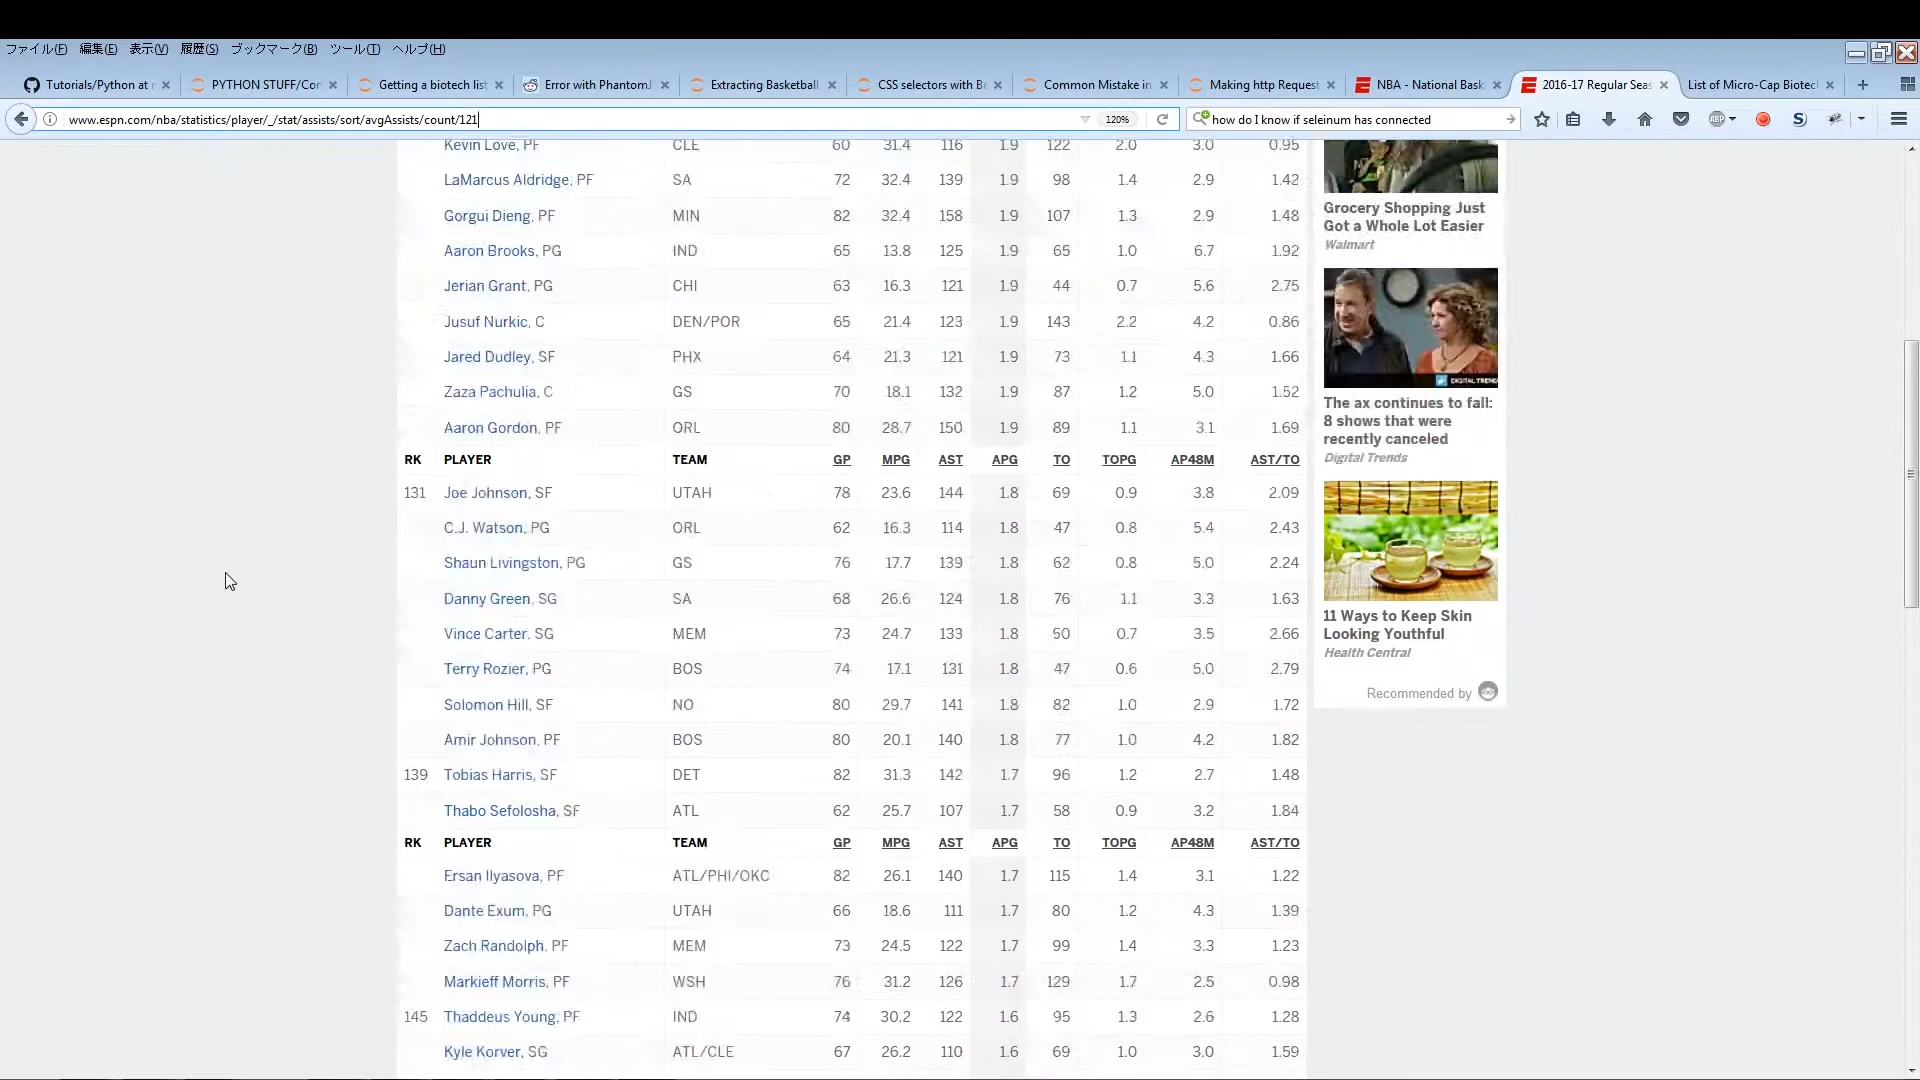 ファイル(F) 編集(E) 表示(V) 履歴(S) ブックマーク(B) ツール(T) ヘルプ(H)
Tutorials/Python at r PYTHON STUFF/Con Getting a biotech list Error with PhantomJ Extracting Basketball CSS selectors with Be Common Mistake in Making http Request NBA - National Bask 2016-17 Regular Seas List of Micro-Cap Biotec
www.espn.com/nba/statistics/player/_/stat/assists/sort/avgAssists/count/121 120% how do I know if seleinum has connected
Kevin Love, PF CLE 60 31.4 116 1.9 122 2.0 3.0 0.95
LaMarcus Aldridge, PF SA 72 32.4 139 1.9 98 1.4 2.9 1.42
Gorgui Dieng, PF MIN 82 32.4 158 1.9 107 1.3 2.9 1.48
Aaron Brooks, PG IND 65 13.8 125 1.9 65 1.0 6.7 1.92
Jerian Grant, PG CHI 63 16.3 121 1.9 44 0.7 5.6 2.75
Jusuf Nurkic, C DEN/POR 65 21.4 123 1.9 143 2.2 4.2 0.86
Jared Dudley, SF PHX 64 21.3 121 1.9 73 1.1 4.3 1.66
Zaza Pachulia, C GS 70 18.1 132 1.9 87 1.2 5.0 1.52
Aaron Gordon, PF ORL 80 28.7 150 1.9 89 1.1 3.1 1.69
RK PLAYER TEAM GP MPG AST APG TO TOPG AP48M AST/TO
131 Joe Johnson, SF UTAH 78 23.6 144 1.8 69 0.9 3.8 2.09
C.J. Watson, PG ORL 62 16.3 114 1.8 47 0.8 5.4 2.43
Shaun Livingston, PG GS 76 17.7 139 1.8 62 0.8 5.0 2.24
Danny Green, SG SA 68 26.6 124 1.8 76 1.1 3.3 1.63
Vince Carter, SG MEM 73 24.7 133 1.8 50 0.7 3.5 2.66
Terry Rozier, PG BOS 74 17.1 131 1.8 47 0.6 5.0 2.79
Solomon Hill, SF NO 80 29.7 141 1.8 82 1.0 2.9 1.72
Amir Johnson, PF BOS 80 20.1 140 1.8 77 1.0 4.2 1.82
139 Tobias Harris, SF DET 82 31.3 142 1.7 96 1.2 2.7 1.48
Thabo Sefolosha, SF ATL 62 25.7 107 1.7 58 0.9 3.2 1.84
RK PLAYER TEAM GP MPG AST APG TO TOPG AP48M AST/TO
Ersan Ilyasova, PF ATL/PHI/OKC 82 26.1 140 1.7 115 1.4 3.1 1.22
Dante Exum, PG UTAH 66 18.6 111 1.7 80 1.2 4.3 1.39
Zach Randolph, PF MEM 73 24.5 122 1.7 99 1.4 3.3 1.23
Markieff Morris, PF WSH 76 31.2 126 1.7 129 1.7 2.5 0.98
145 Thaddeus Young, PF IND 74 30.2 122 1.6 95 1.3 2.6 1.28
Kyle Korver, SG ATL/CLE 67 26.2 110 1.6 69 1.0 3.0 1.59
Grocery Shopping Just
Got a Whole Lot Easier
Walmart
DIGITAL TREND
The ax continues to fall:
8 shows that were
recently canceled
Digital Trends
11 Ways to Keep Skin
Looking Youthful
Health Central
Recommended by